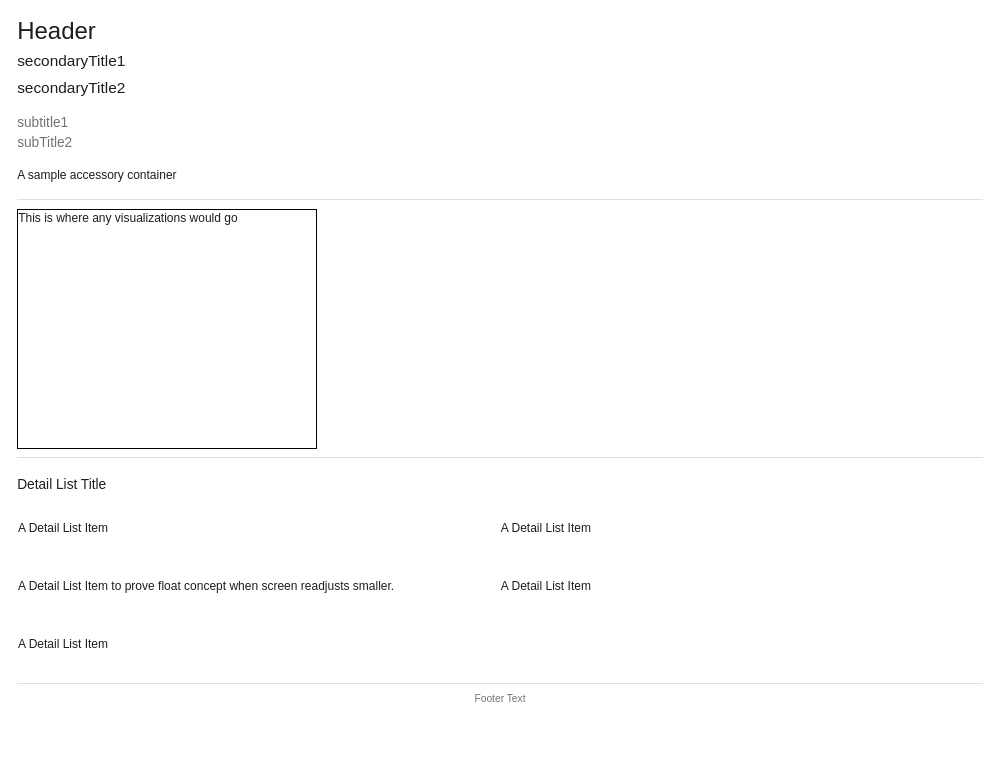 Header
secondaryTitle1
secondaryTitle2
subtitle1
subTitle2
A sample accessory container
This is where any visualizations would go
Detail List Title
A Detail List Item
A Detail List Item
A Detail List Item to prove float concept when screen readjusts smaller.
A Detail List Item
A Detail List Item
Footer Text